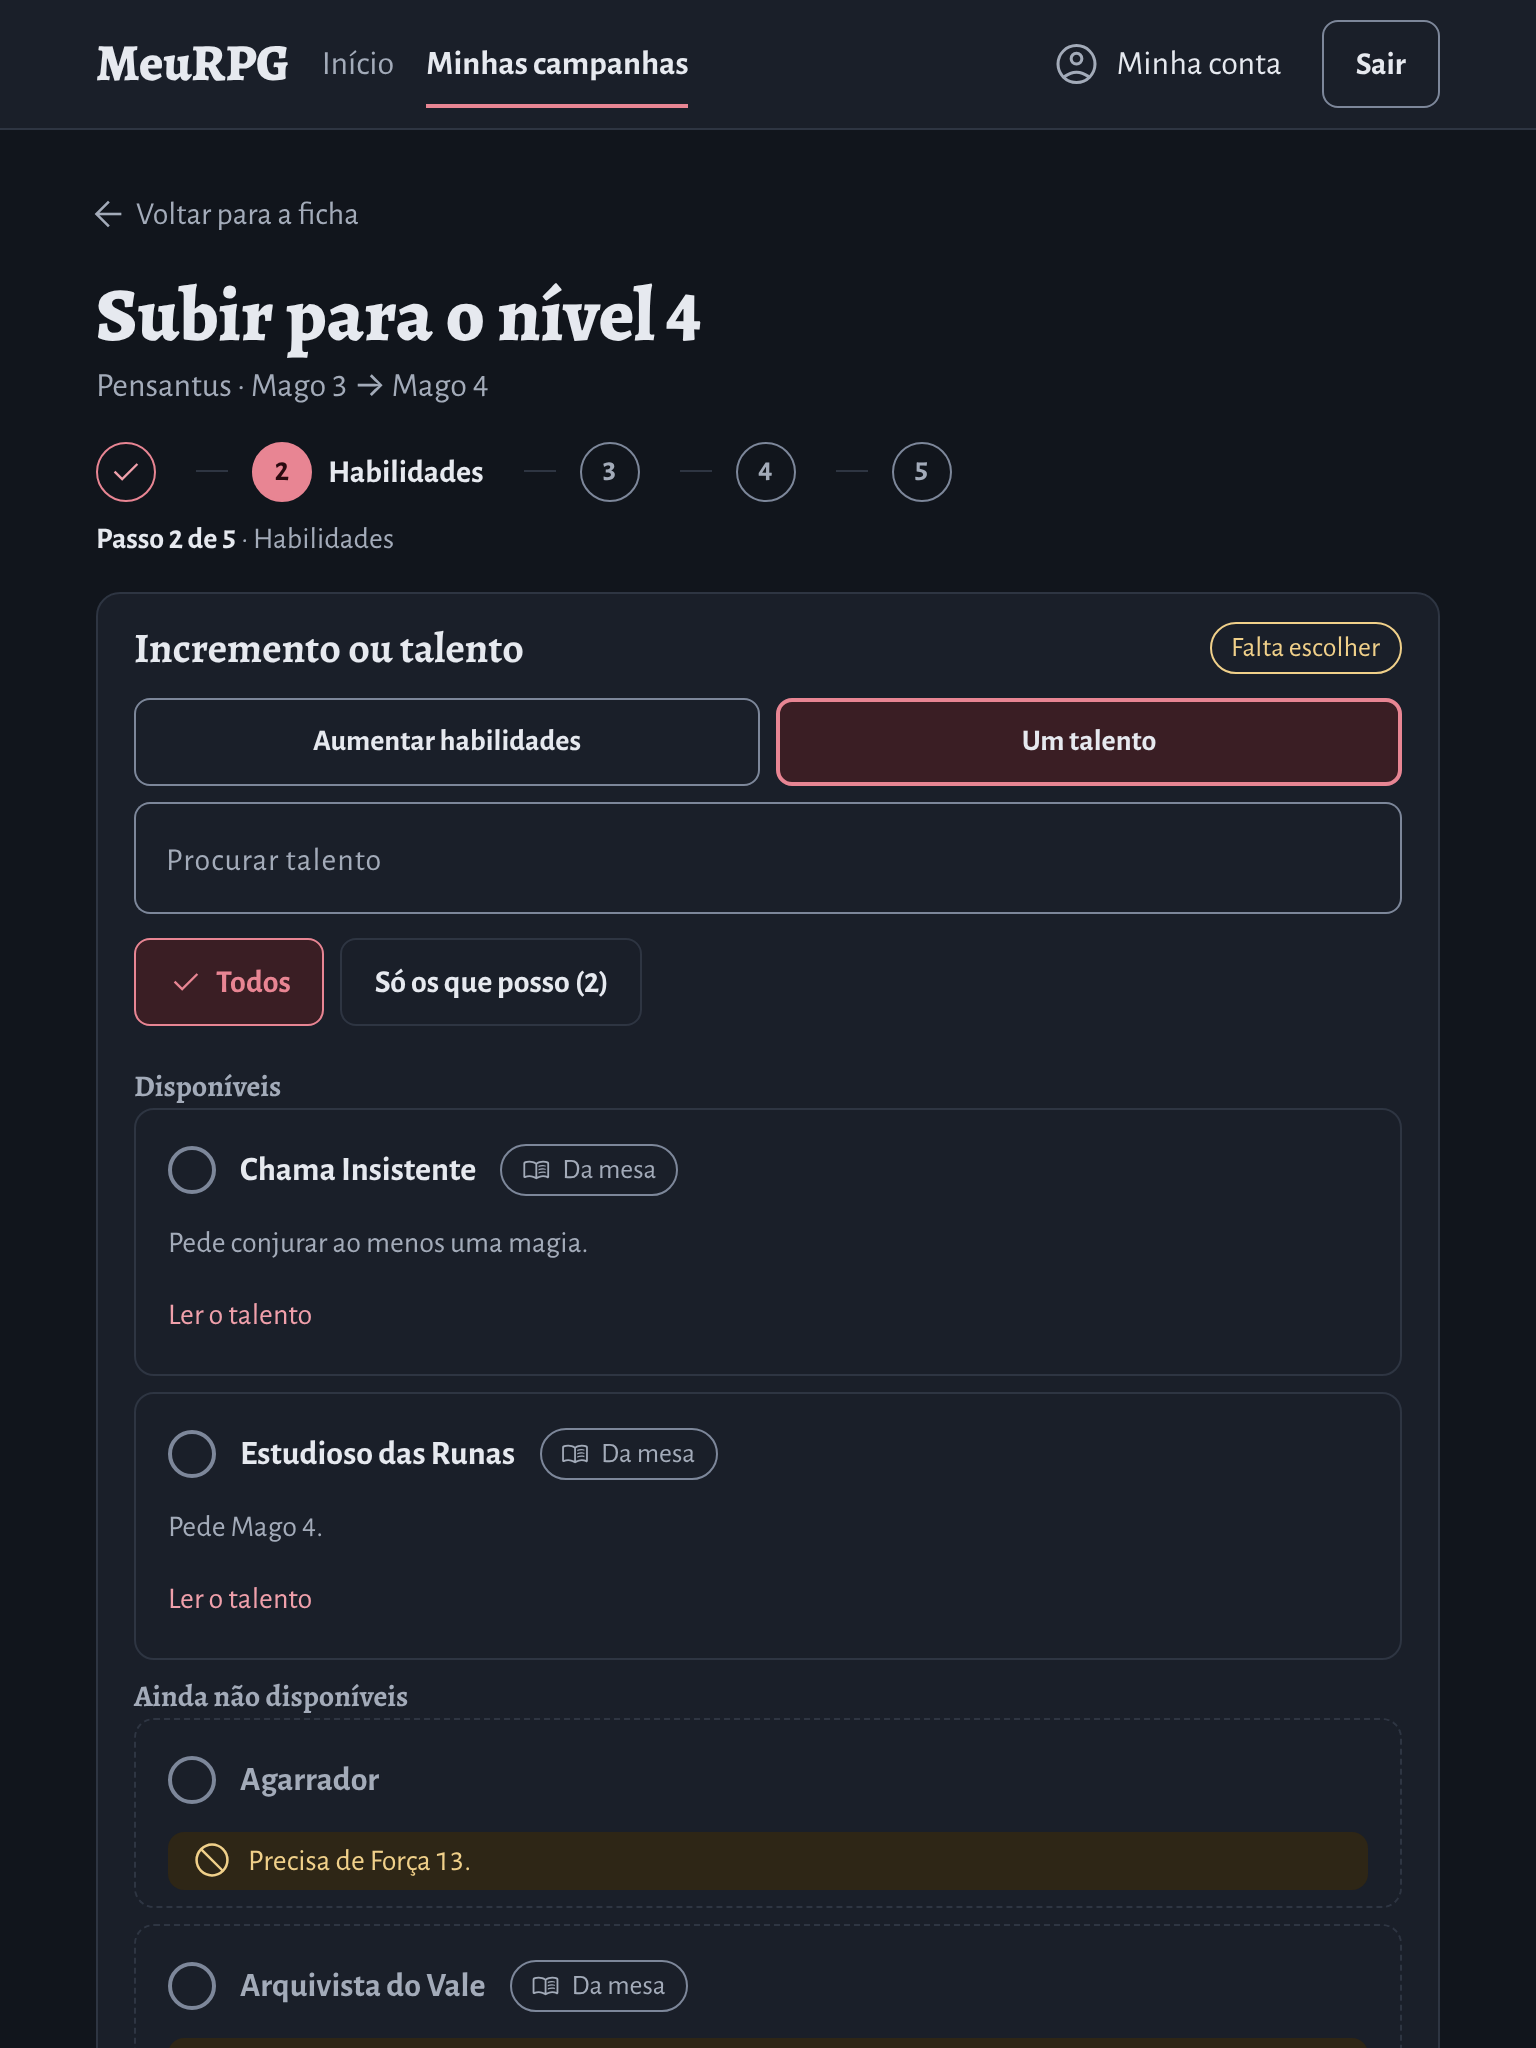 MeuRPG Início Minhas campanhas Minha conta Sair
← Voltar para a ficha
Subir para o nível 4
Pensantus · Mago 3 → Mago 4
2 Habilidades 3 4 5
Passo 2 de 5 · Habilidades
Incremento ou talento Falta escolher
Aumentar habilidades Um talento
Procurar talento
Todos Só os que posso (2)
Disponíveis
Chama Insistente Da mesa
Pede conjurar ao menos uma magia.
Ler o talento
Estudioso das Runas Da mesa
Pede Mago 4.
Ler o talento
Ainda não disponíveis
Agarrador
Precisa de Força 13.
Arquivista do Vale Da mesa